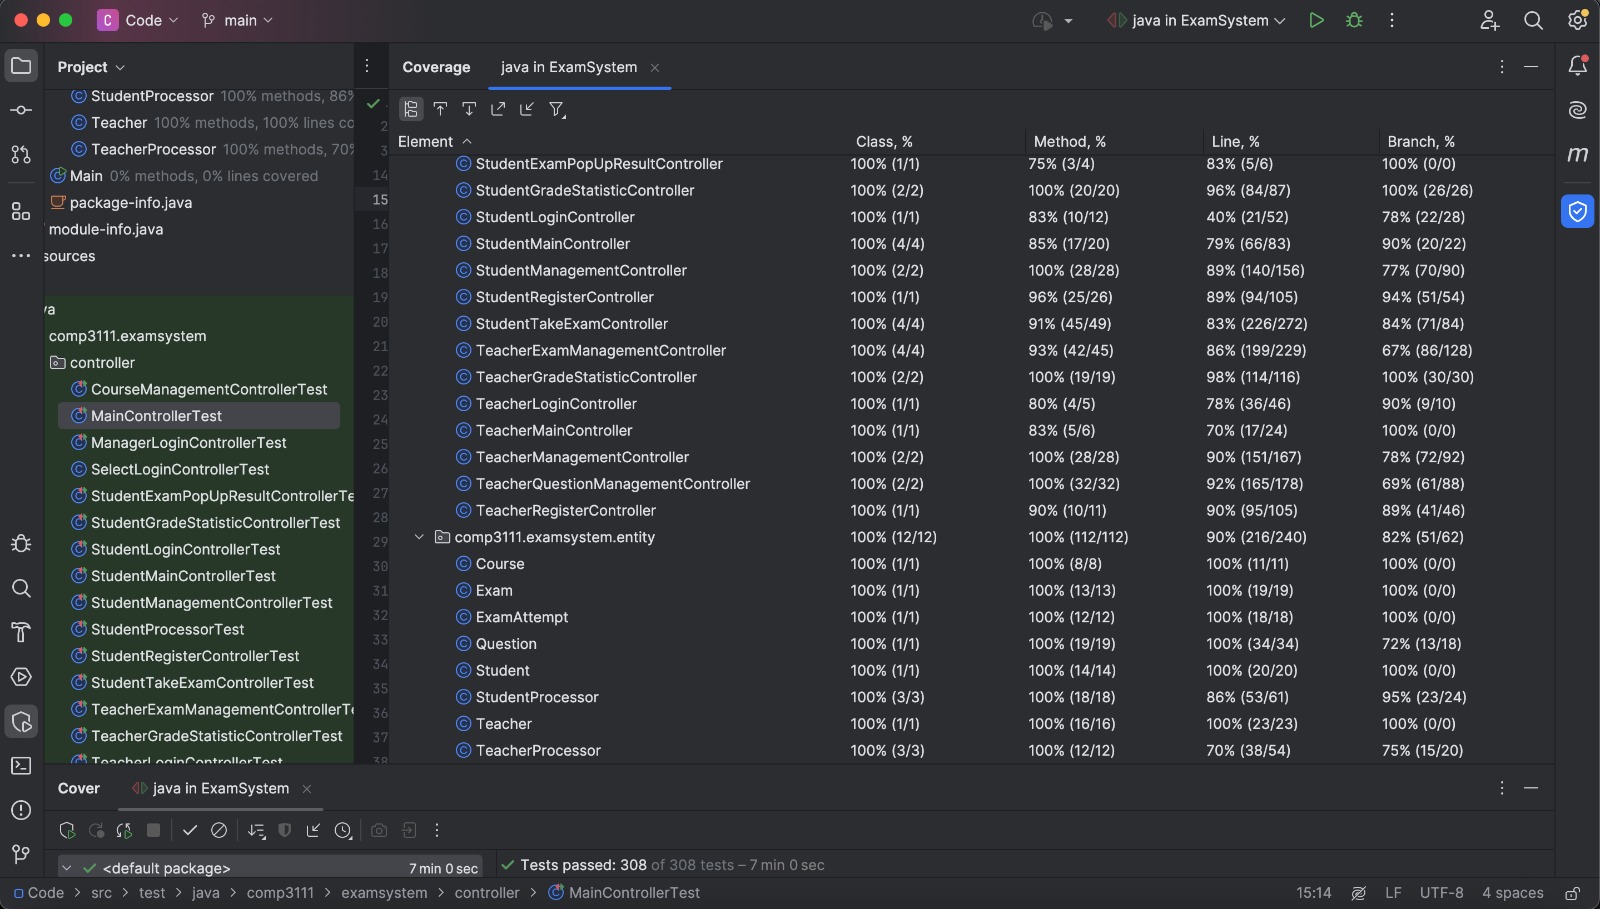 C Code main java in ExamSystem
Project
StudentProcessor 100% methods, 86%
Teacher 100% methods, 100% lines co
TeacherProcessor 100% methods, 70%
Main 0% methods, 0% lines covered
package-info.java
module-info.java
sources
va
comp3111.examsystem
controller
CourseManagementControllerTest
MainControllerTest
ManagerLoginControllerTest
SelectLoginControllerTest
StudentExamPopUpResultControllerTe
StudentGradeStatisticControllerTest
StudentLoginControllerTest
StudentMainControllerTest
StudentManagementControllerTest
StudentProcessorTest
StudentRegisterControllerTest
StudentTakeExamControllerTest
TeacherExamManagementControllerTe
TeacherGradeStatisticControllerTest
TeacherLoginControllerTest
2
3
14
15
16
17
18
19
20
21
22
23
24
25
26
27
28
29
30
31
32
33
34
35
36
37
38
Coverage java in ExamSystem
Element Class, % Method, % Line, % Branch, %
StudentExamPopUpResultController 100% (1/1) 75% (3/4) 83% (5/6) 100% (0/0)
StudentGradeStatisticController 100% (2/2) 100% (20/20) 96% (84/87) 100% (26/26)
StudentLoginController 100% (1/1) 83% (10/12) 40% (21/52) 78% (22/28)
StudentMainController 100% (4/4) 85% (17/20) 79% (66/83) 90% (20/22)
StudentManagementController 100% (2/2) 100% (28/28) 89% (140/156) 77% (70/90)
StudentRegisterController 100% (1/1) 96% (25/26) 89% (94/105) 94% (51/54)
StudentTakeExamController 100% (4/4) 91% (45/49) 83% (226/272) 84% (71/84)
TeacherExamManagementController 100% (4/4) 93% (42/45) 86% (199/229) 67% (86/128)
TeacherGradeStatisticController 100% (2/2) 100% (19/19) 98% (114/116) 100% (30/30)
TeacherLoginController 100% (1/1) 80% (4/5) 78% (36/46) 90% (9/10)
TeacherMainController 100% (1/1) 83% (5/6) 70% (17/24) 100% (0/0)
TeacherManagementController 100% (2/2) 100% (28/28) 90% (151/167) 78% (72/92)
TeacherQuestionManagementController 100% (2/2) 100% (32/32) 92% (165/178) 69% (61/88)
TeacherRegisterController 100% (1/1) 90% (10/11) 90% (95/105) 89% (41/46)
comp3111.examsystem.entity 100% (12/12) 100% (112/112) 90% (216/240) 82% (51/62)
Course 100% (1/1) 100% (8/8) 100% (11/11) 100% (0/0)
Exam 100% (1/1) 100% (13/13) 100% (19/19) 100% (0/0)
ExamAttempt 100% (1/1) 100% (12/12) 100% (18/18) 100% (0/0)
Question 100% (1/1) 100% (19/19) 100% (34/34) 72% (13/18)
Student 100% (1/1) 100% (14/14) 100% (20/20) 100% (0/0)
StudentProcessor 100% (3/3) 100% (18/18) 86% (53/61) 95% (23/24)
Teacher 100% (1/1) 100% (16/16) 100% (23/23) 100% (0/0)
TeacherProcessor 100% (3/3) 100% (12/12) 70% (38/54) 75% (15/20)
m
Cover java in ExamSystem
<default package> 7 min 0 sec
Tests passed: 308 of 308 tests – 7 min 0 sec
Code > src > test > java > comp3111 > examsystem > controller > MainControllerTest 15:14 LF UTF-8 4 spaces